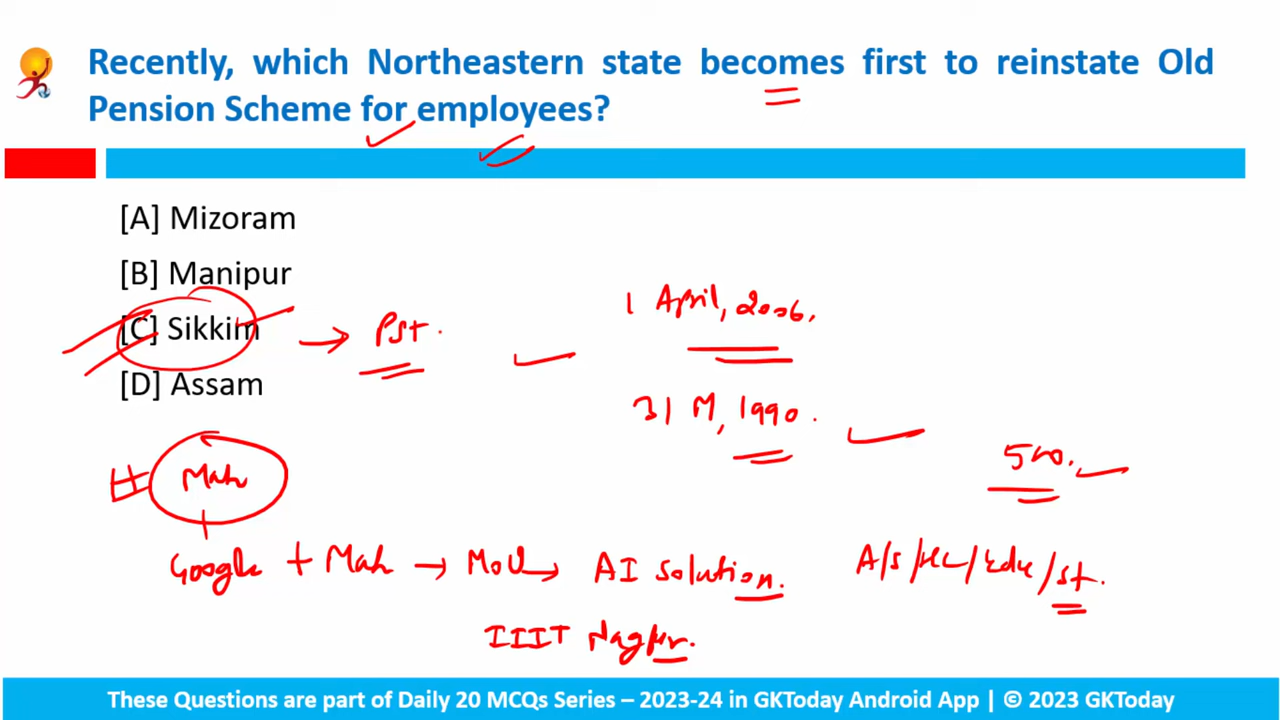 Recently, which Northeastern state becomes first to reinstate Old
Pension Scheme for employees?
[A] Mizoram
[B] Manipur
[C] Sikkim
[D] Assam
→ Pst.
1 April, 2006.
31 M, 1990.
500.
Mah
Google + Mah → MoU → AI solution.
A/s/HC/Edu/St.
IIIT Nagpur.
These Questions are part of Daily 20 MCQs Series – 2023-24 in GKToday Android App | © 2023 GKToday